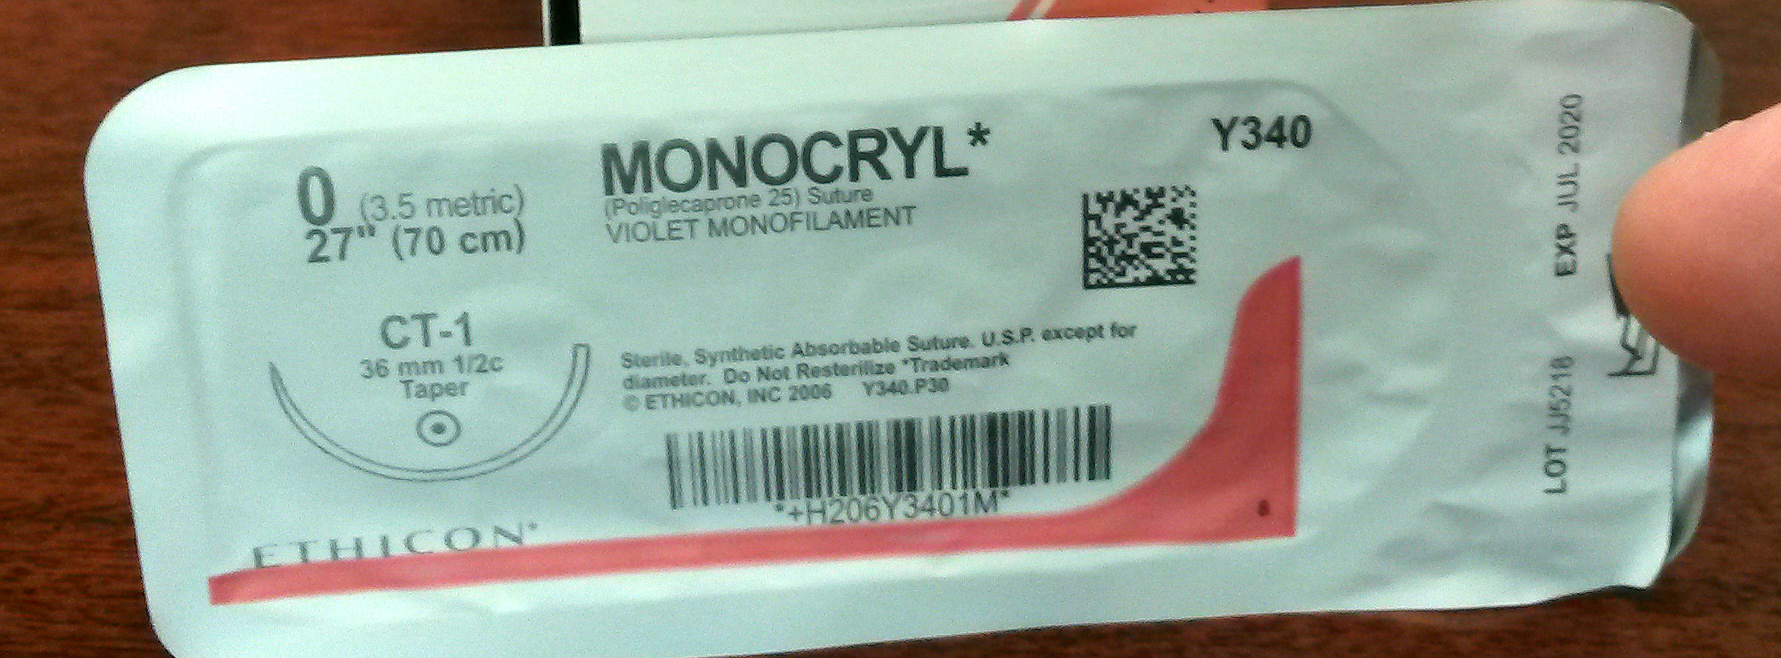 0 (3.5 metric)
27" (70 cm)
CT-1
36 mm 1/2c
Taper
ETHICON*
MONOCRYL*
(Poliglecaprone 25) Suture
VIOLET MONOFILAMENT
Y340
Sterile, Synthetic Absorbable Suture. U.S.P. except for
diameter. Do Not Resterilize *Trademark
© ETHICON, INC 2006 Y340.P30
*+H206Y3401M*
8
LOT JJ5218 EXP JUL 2020